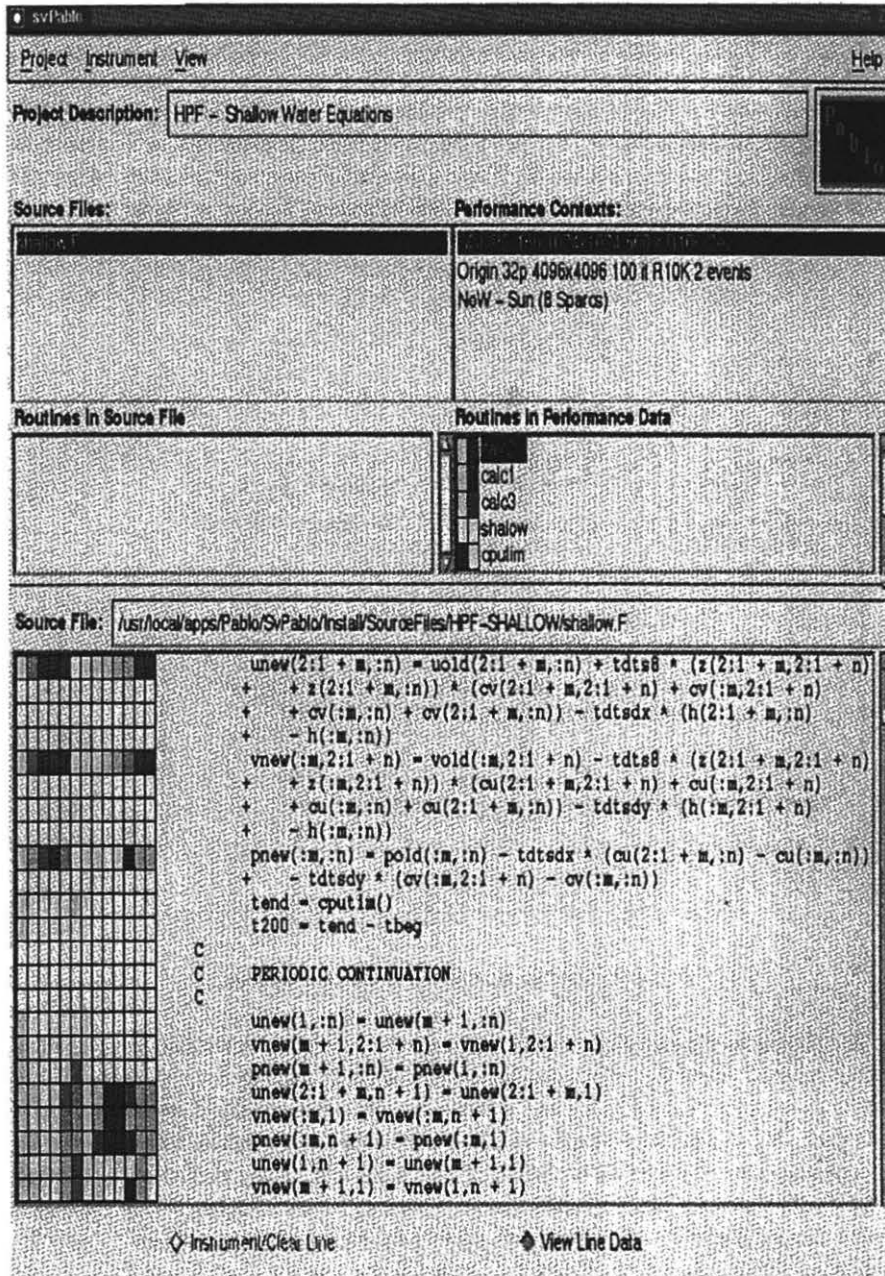 svPablo
Project Instrument View Help
Project Description: HPF - Shallow Water Equations
Pablo
Source Files: Performance Contexts:
shallow.F
Origin 32p 4096x4096 100 it R10K 2 events
NoW - Sun (8 Sparcs)
Routines in Source File Routines in Performance Data
calc1
calc3
shalow
cputim
Source File: /usr/local/apps/Pablo/SvPablo/Install/SourceFiles/HPF-SHALLOW/shallow.F
unew(2:1 + m,:n) = uold(2:1 + m,:n) + tdts8 * (z(2:1 + m,2:1 + n)
+ + z(2:1 + m,:n)) * (cv(2:1 + m,2:1 + n) + cv(:m,2:1 + n)
+ + cv(:m,:n) + cv(2:1 + m,:n)) - tdtsdx * (h(2:1 + m,:n)
+ - h(:m,:n))
vnew(:m,2:1 + n) = vold(:m,2:1 + n) - tdts8 * (z(2:1 + m,2:1 + n)
+ + z(:m,2:1 + n)) * (cu(2:1 + m,2:1 + n) + cu(:m,2:1 + n)
+ + cu(:m,:n) + cu(2:1 + m,:n)) - tdtsdy * (h(:m,2:1 + n)
+ - h(:m,:n))
pnew(:m,:n) = pold(:m,:n) - tdtsdx * (cu(2:1 + m,:n) - cu(:m,:n))
+ - tdtsdy * (cv(:m,2:1 + n) - cv(:m,:n))
tend = cputim()
t200 = tend - tbeg
C
C PERIODIC CONTINUATION
C
unew(1,:n) = unew(m + 1,:n)
vnew(m + 1,2:1 + n) = vnew(1,2:1 + n)
pnew(m + 1,:n) = pnew(1,:n)
unew(2:1 + m,n + 1) = unew(2:1 + m,1)
vnew(:m,1) = vnew(:m,n + 1)
pnew(:m,n + 1) = pnew(:m,1)
unew(1,n + 1) = unew(m + 1,1)
vnew(m + 1,1) = vnew(1,n + 1)
Instrument/Clear Line View Line Data